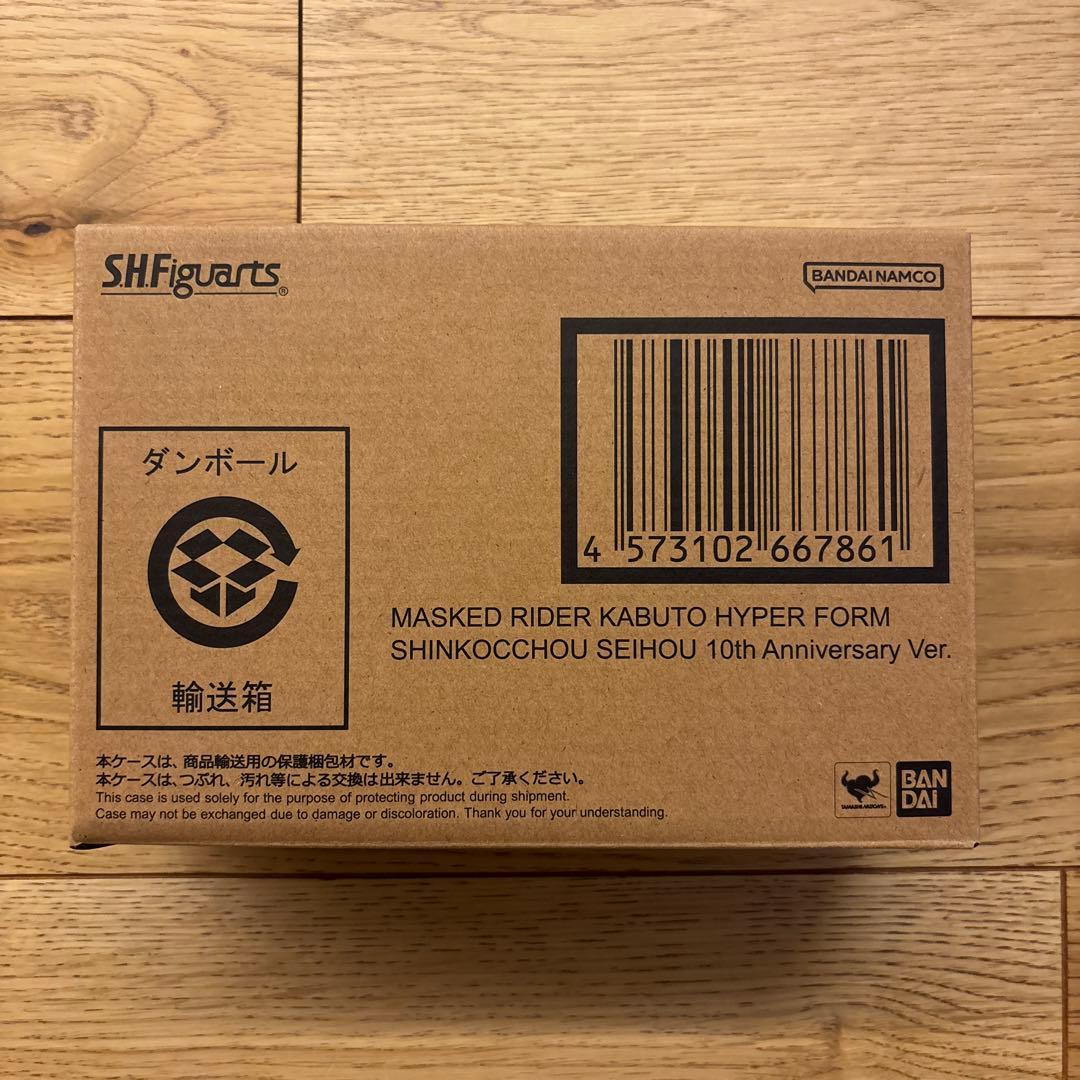 S.H.Figuarts®
BANDAI NAMCO
4 573102 667861
ダンボール
輸送箱
MASKED RIDER KABUTO HYPER FORM
SHINKOCCHOU SEIHOU 10th Anniversary Ver.
本ケースは、商品輸送用の保護梱包材です。
本ケースは、つぶれ、汚れ等による交換は出来ません。ご了承ください。
This case is used solely for the purpose of protecting product during shipment.
Case may not be exchanged due to damage or discoloration. Thank you for your understanding.
TAMASHII NATIONS
BAN
DAI